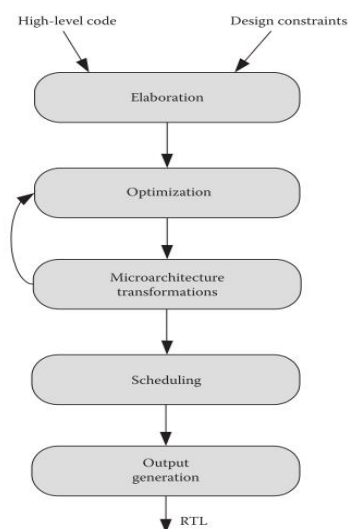 High-level code
Design constraints
Elaboration
Optimization
Microarchitecture
transformations
Scheduling
Output
generation
RTL